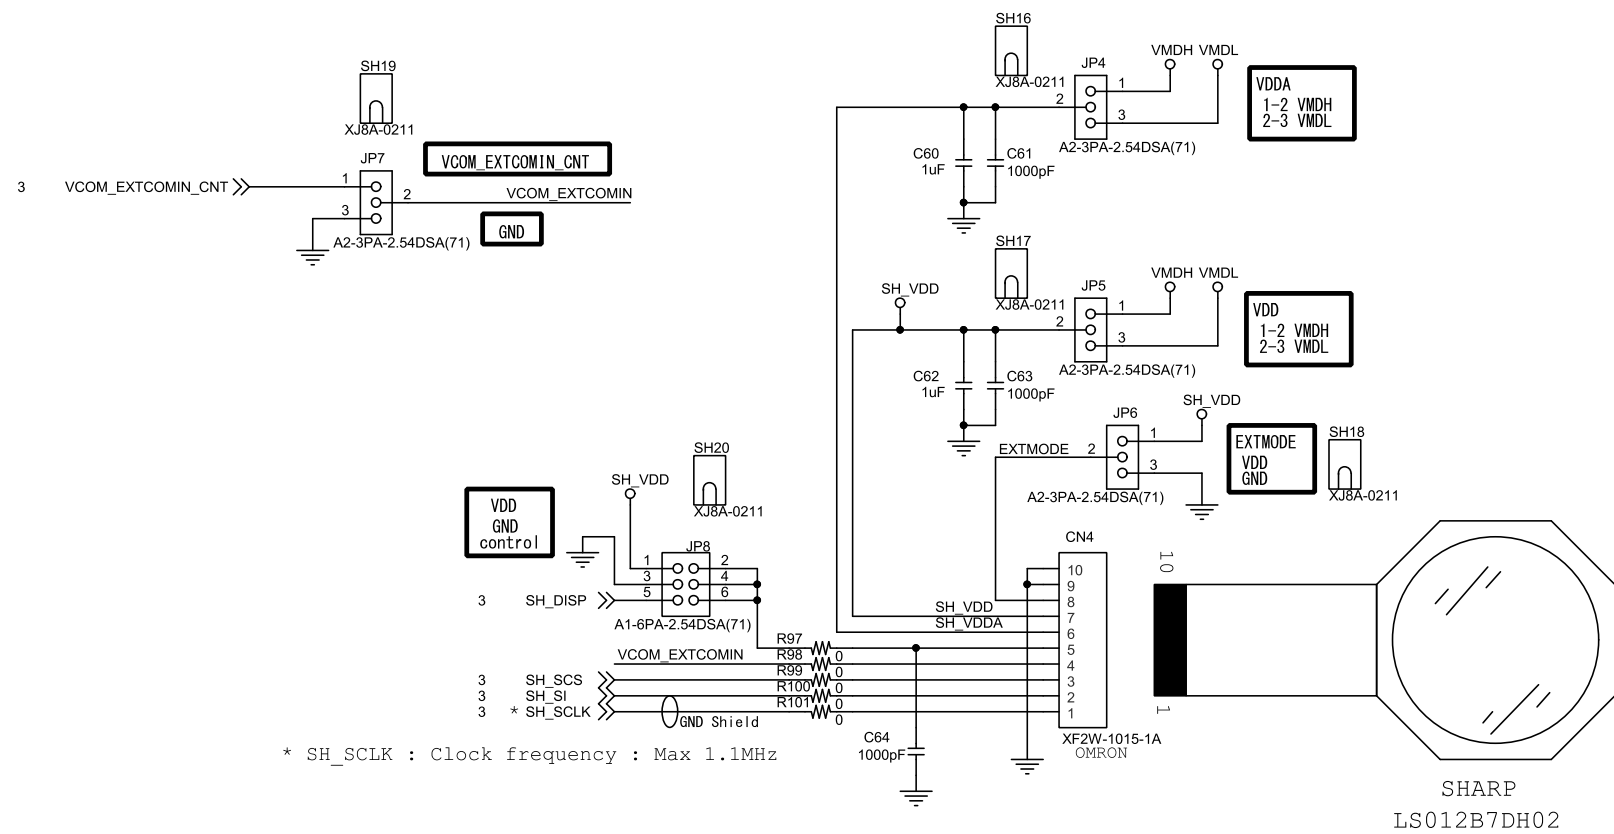 SH16
XJ8A-0211
JP4
VMDH VMDL
1
2
3
A2-3PA-2.54DSA(71)
VDDA
1-2 VMDH
2-3 VMDL
C60
1uF
C61
1000pF
SH19
XJ8A-0211
JP7
VCOM_EXTCOMIN_CNT
3 VCOM_EXTCOMIN_CNT
1
2
3
VCOM_EXTCOMIN
GND
A2-3PA-2.54DSA(71)
SH17
XJ8A-0211
SH_VDD
JP5
VMDH VMDL
1
2
3
A2-3PA-2.54DSA(71)
VDD
1-2 VMDH
2-3 VMDL
C62
1uF
C63
1000pF
SH_VDD
JP6
EXTMODE
1
2
3
A2-3PA-2.54DSA(71)
EXTMODE
VDD
GND
SH18
XJ8A-0211
SH20
XJ8A-0211
SH_VDD
VDD
GND
control
JP8
1 2
3 4
5 6
3 SH_DISP
A1-6PA-2.54DSA(71)
CN4
10
9
8
7
6
5
4
3
2
1
SH_VDD
SH_VDDA
R97
0
VCOM_EXTCOMIN
R98
0
3 SH_SCS
R99
0
3 SH_SI
R100
0
3 * SH_SCLK
R101
0
GND Shield
C64
1000pF
XF2W-1015-1A
OMRON
* SH_SCLK : Clock frequency : Max 1.1MHz
10
1
SHARP
LS012B7DH02